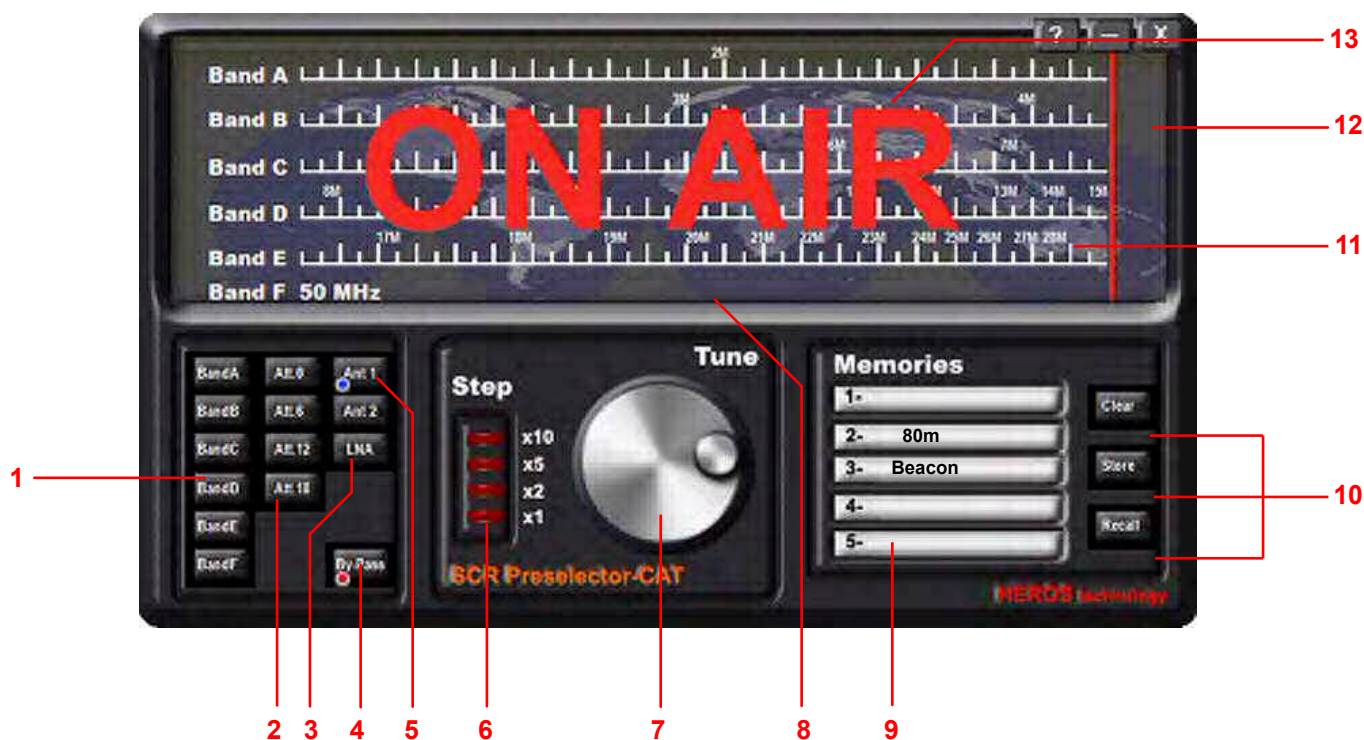 ? — X
13
2M
Band A
3M 4M
Band B
12
ON AIR
6M 7M
Band C
8M 13M 14M 15M
Band D
17M 18M 19M 20M 21M 22M 23M 24M 25M 26M 27M 28M
Band E
11
Band F 50 MHz
BandA Att.0 Ant 1
BandB Att.6 Ant 2
BandC Att.12 LNA
BandD Att.18
BandE
BandF By Pass
1
Step
Tune
x10
x5
x2
x1
SCR Preselector-CAT
Memories
1-
2- 80m
3- Beacon
4-
5-
Clear
Store
Recall
10
MEROS technology
2 3 4 5 6 7 8 9